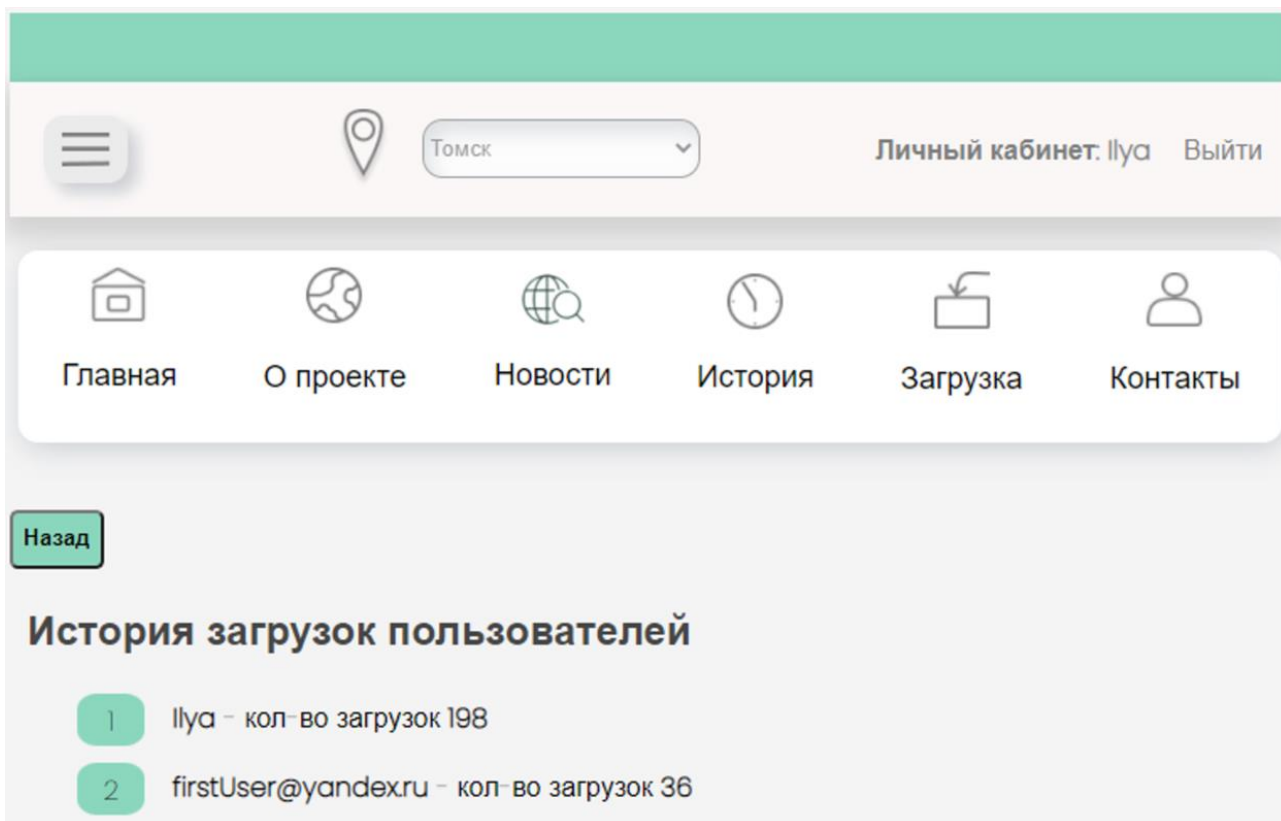 Томск
Личный кабинет: Ilya Выйти
Главная О проекте Новости История Загрузка Контакты
Назад
История загрузок пользователей
1 Ilya - кол-во загрузок 198
2 firstUser@yandex.ru - кол-во загрузок 36